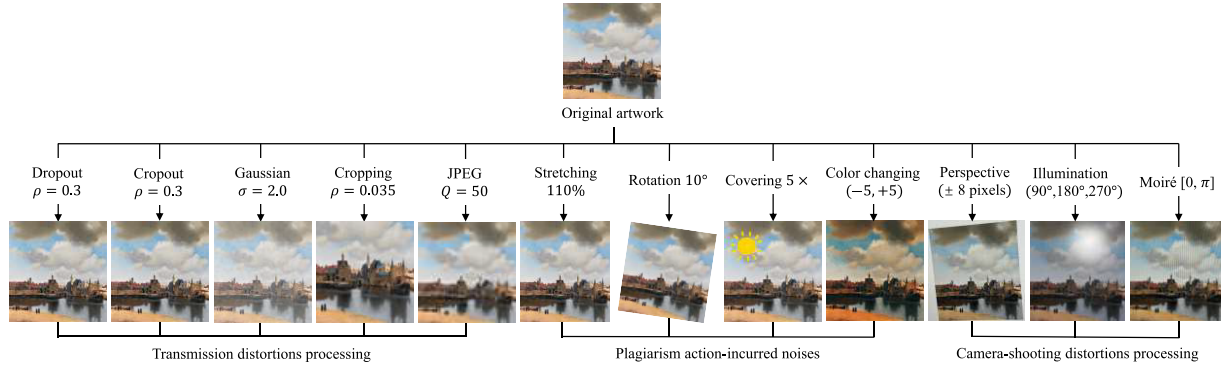 Original artwork
Dropout
ρ = 0.3
Cropout
ρ = 0.3
Gaussian
σ = 2.0
Cropping
ρ = 0.035
JPEG
Q = 50
Stretching
110%
Rotation 10°
Covering 5 ×
Color changing
(−5, +5)
Perspective
(± 8 pixels)
Illumination
(90°,180°,270°)
Moiré [0, π]
Transmission distortions processing
Plagiarism action-incurred noises
Camera-shooting distortions processing